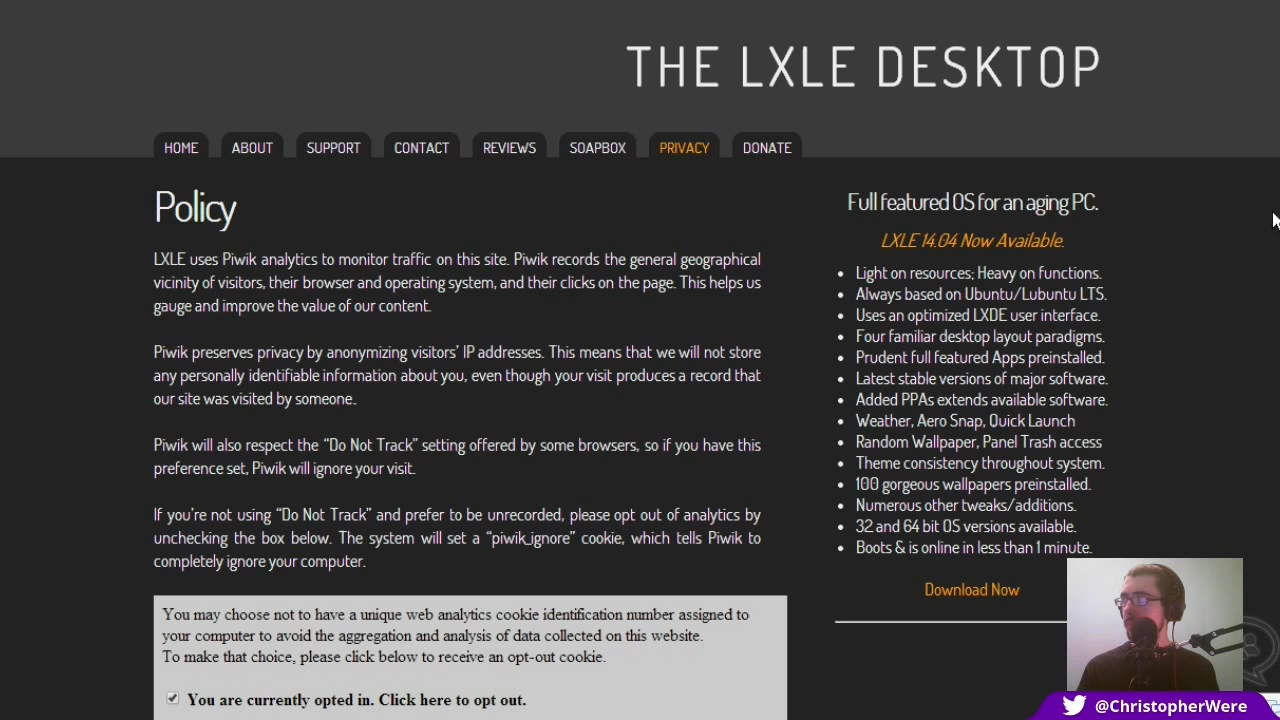 THE LXLE DESKTOP
HOME ABOUT SUPPORT CONTACT REVIEWS SOAPBOX PRIVACY DONATE
Policy
LXLE uses Piwik analytics to monitor traffic on this site. Piwik records the general geographical
vicinity of visitors, their browser and operating system, and their clicks on the page. This helps us
gauge and improve the value of our content.
Piwik preserves privacy by anonymizing visitors' IP addresses. This means that we will not store
any personally identifiable information about you, even though your visit produces a record that
our site was visited by someone.
Piwik will also respect the “Do Not Track” setting offered by some browsers, so if you have this
preference set, Piwik will ignore your visit.
If you're not using “Do Not Track” and prefer to be unrecorded, please opt out of analytics by
unchecking the box below. The system will set a “piwik_ignore” cookie, which tells Piwik to
completely ignore your computer.
You may choose not to have a unique web analytics cookie identification number assigned to
your computer to avoid the aggregation and analysis of data collected on this website.
To make that choice, please click below to receive an opt-out cookie.
You are currently opted in. Click here to opt out.
Full featured OS for an aging PC.
LXLE 14.04 Now Available.
Light on resources; Heavy on functions.
Always based on Ubuntu/Lubuntu LTS.
Uses an optimized LXDE user interface.
Four familiar desktop layout paradigms.
Prudent full featured Apps preinstalled.
Latest stable versions of major software.
Added PPAs extends available software.
Weather, Aero Snap, Quick Launch
Random Wallpaper, Panel Trash access
Theme consistency throughout system.
100 gorgeous wallpapers preinstalled.
Numerous other tweaks/additions.
32 and 64 bit OS versions available.
Boots & is online in less than 1 minute.
Download Now
@ChristopherWere